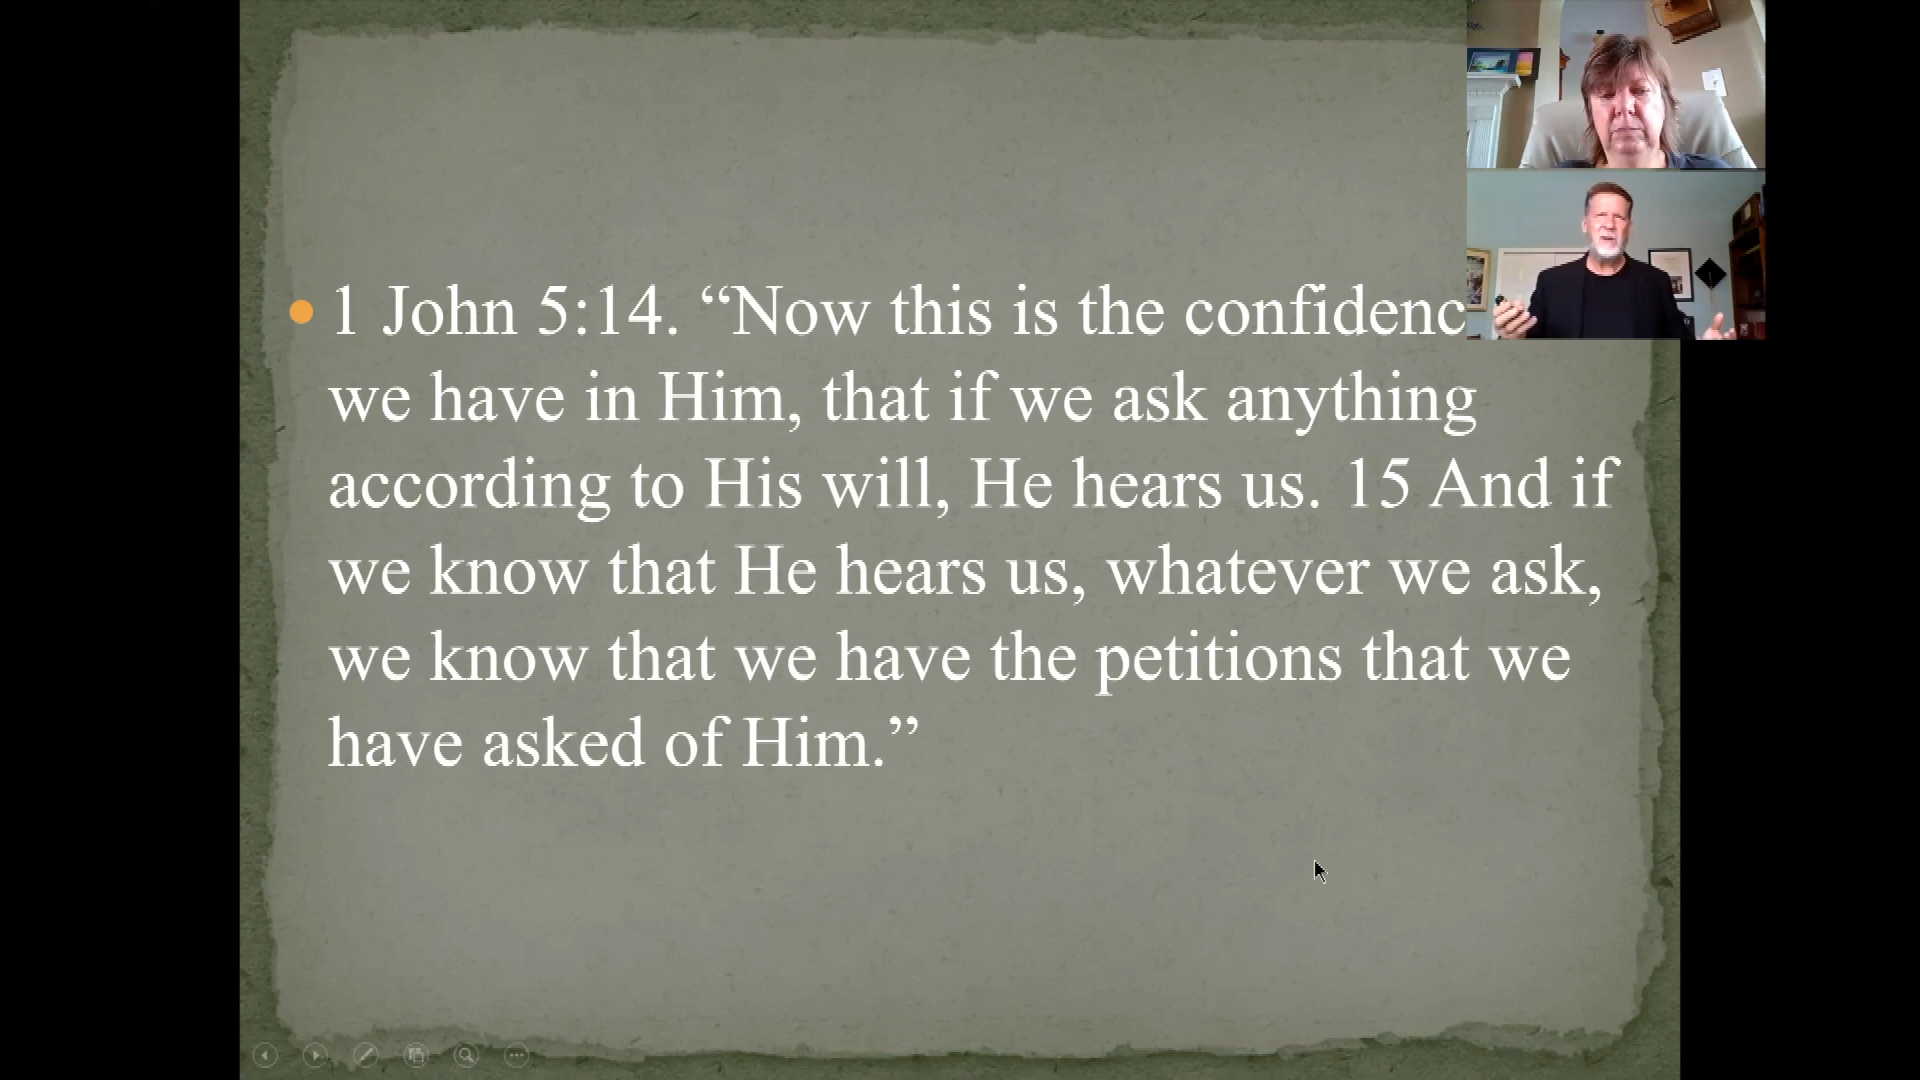 1 John 5:14. “Now this is the confidenc
we have in Him, that if we ask anything
according to His will, He hears us. 15 And if
we know that He hears us, whatever we ask,
we know that we have the petitions that we
have asked of Him.”